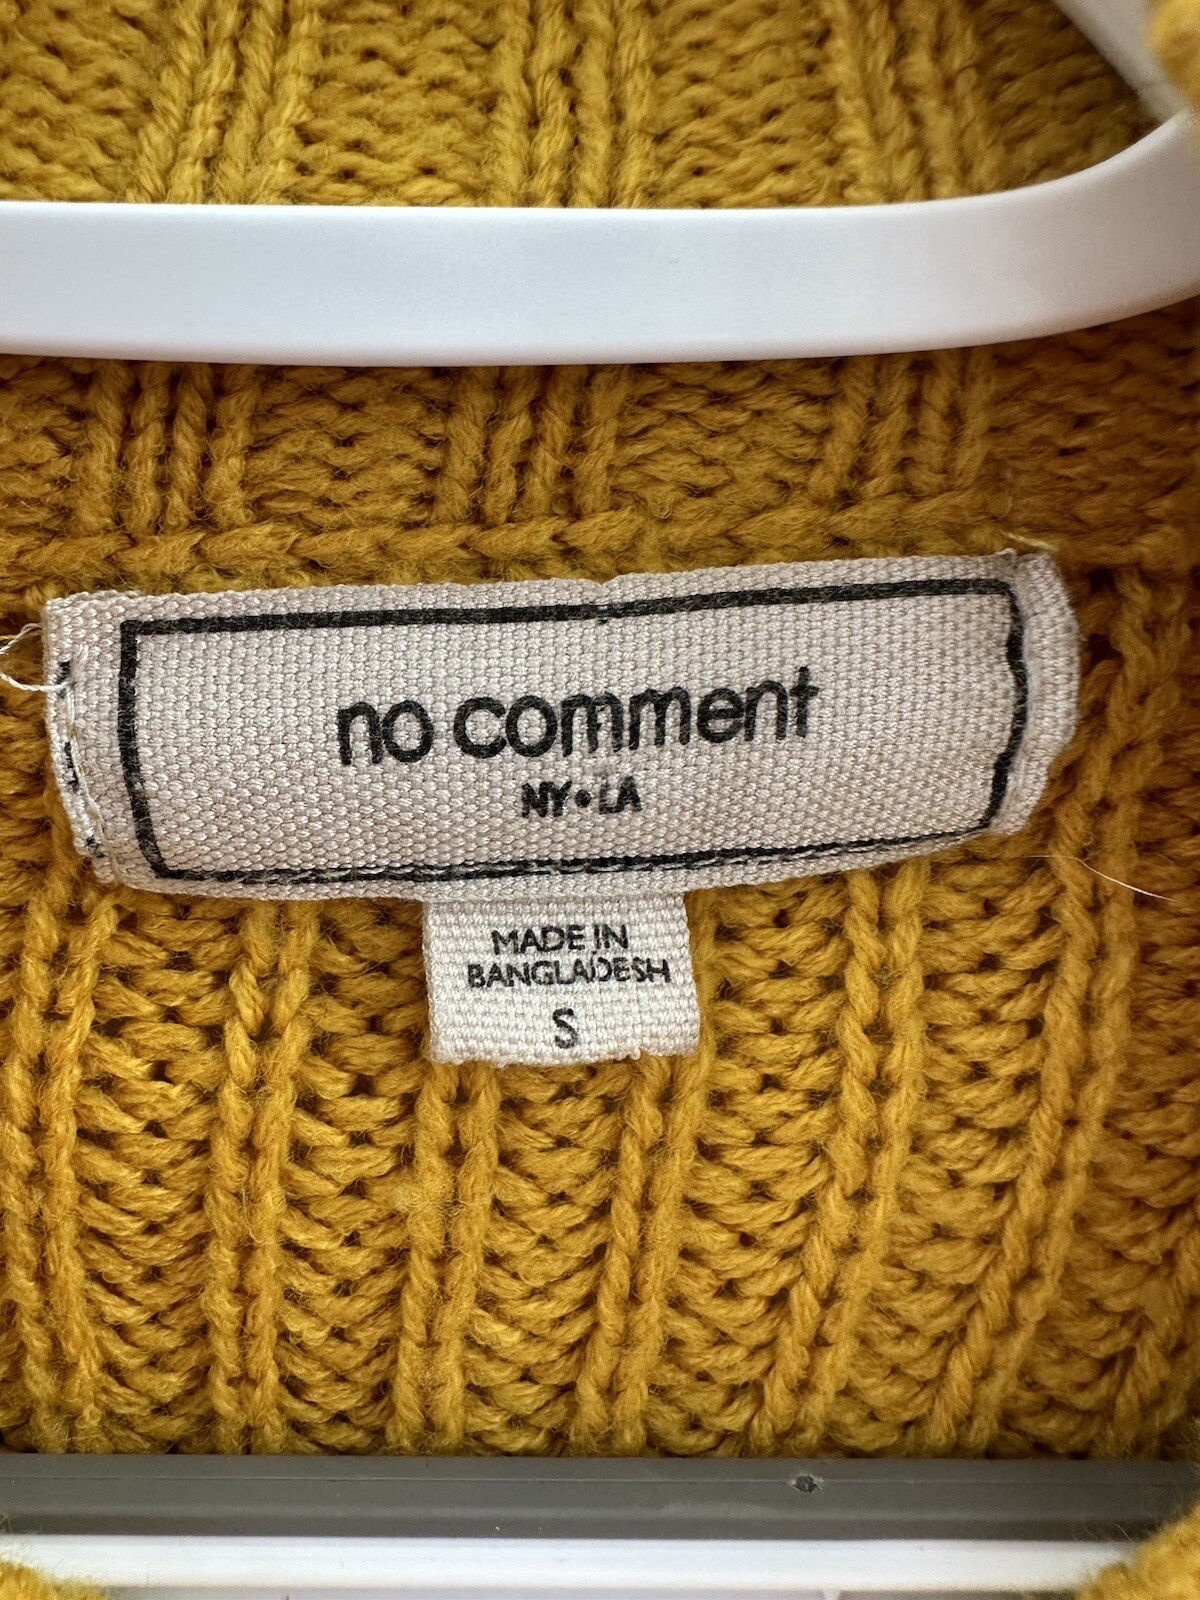 no comment
NY•LA
MADE IN
BANGLADESH
S